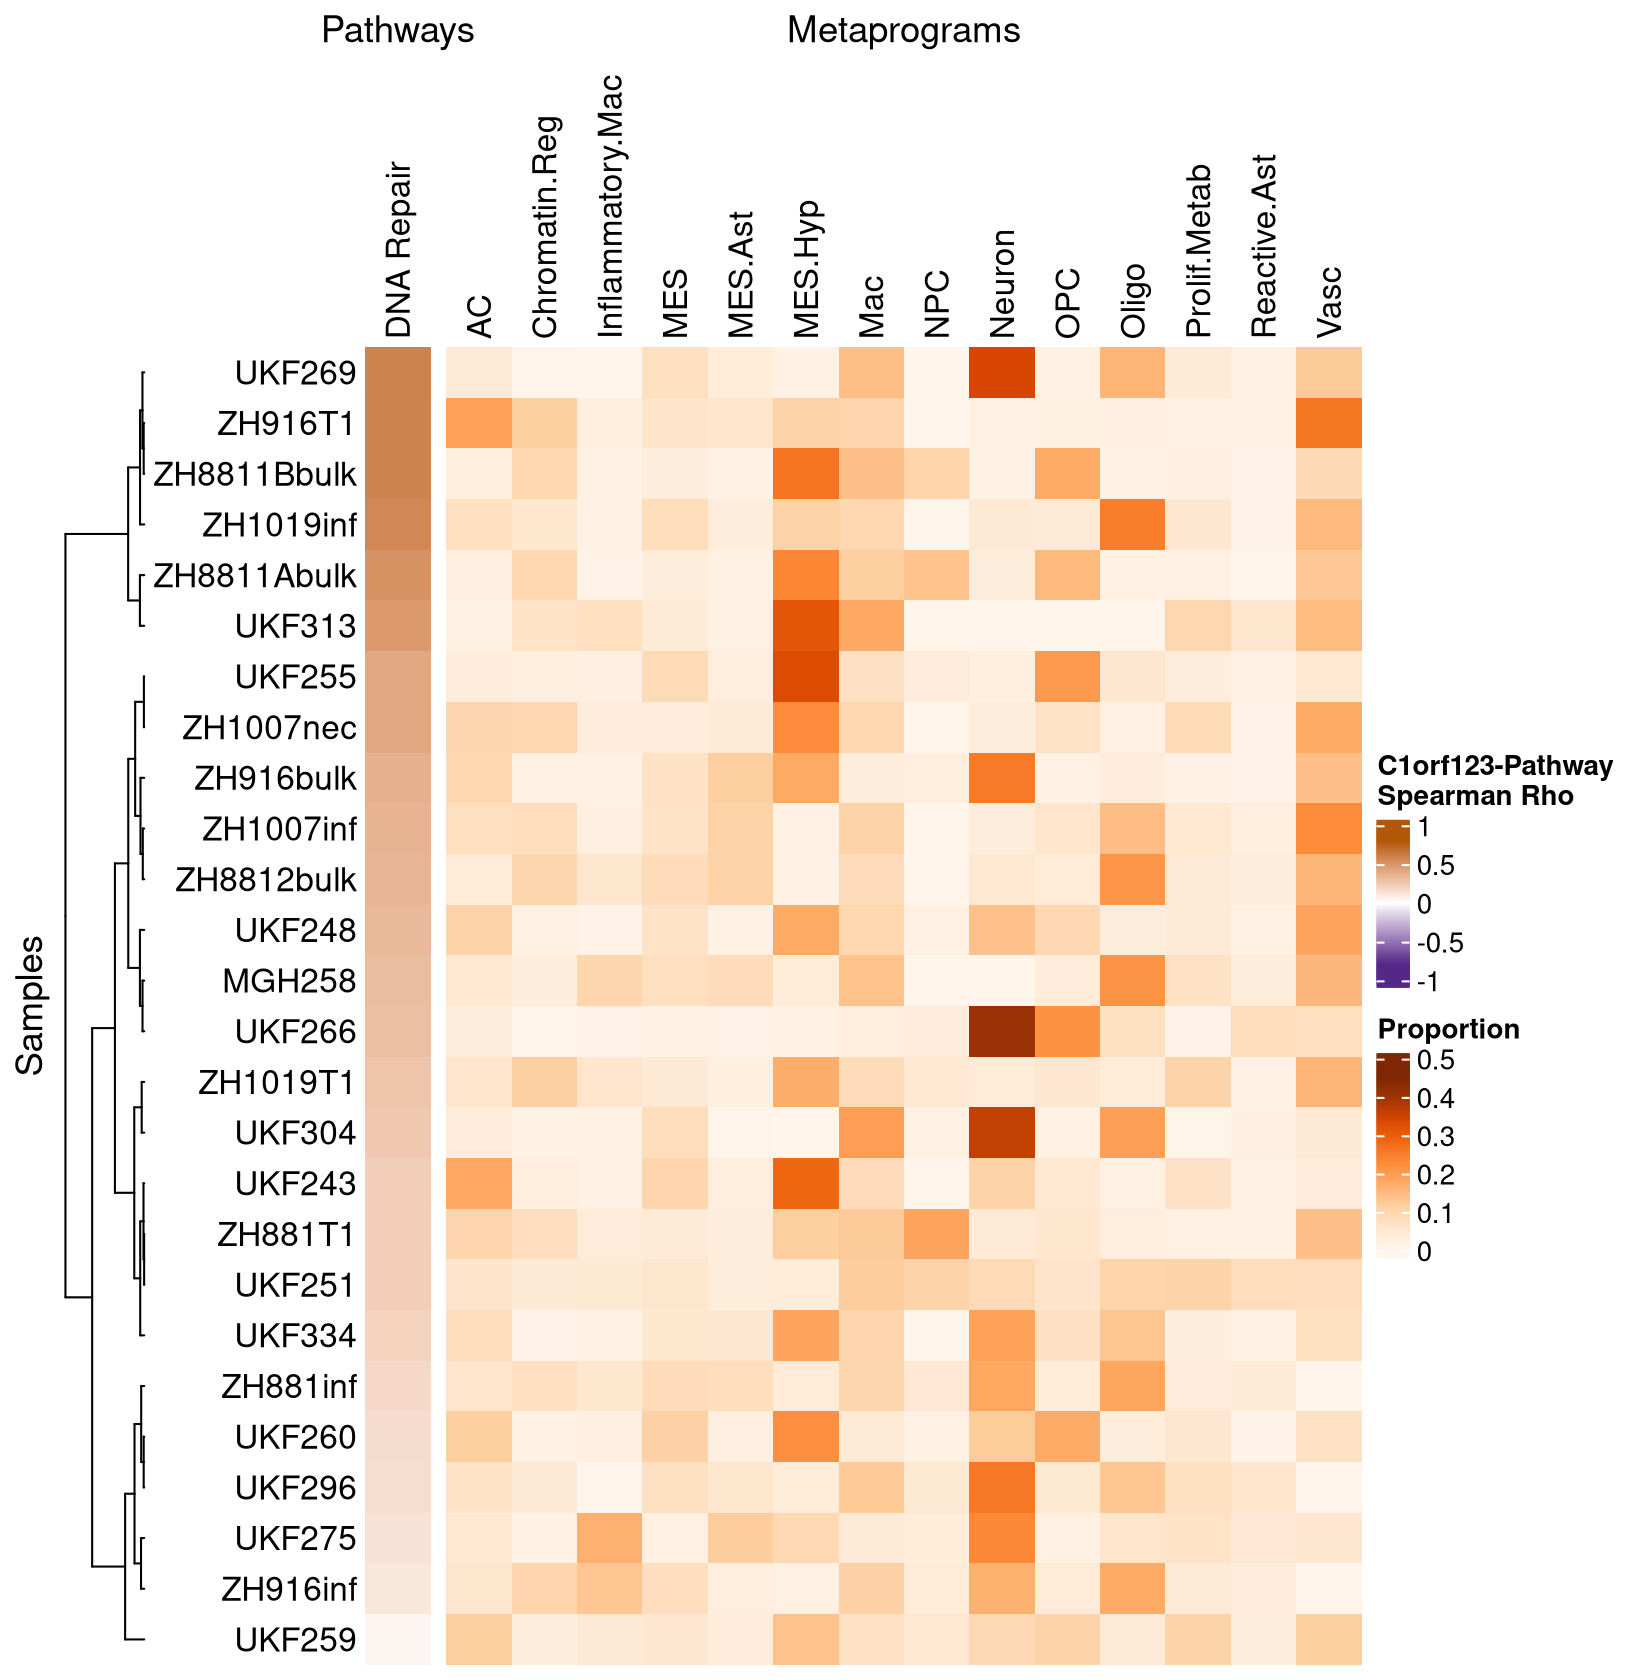 Pathways
Metaprograms
DNA Repair
AC
Chromatin.Reg
Inflammatory.Mac
MES
MES.Ast
MES.Hyp
Mac
NPC
Neuron
OPC
Oligo
Prolif.Metab
Reactive.Ast
Vasc
Samples
UKF269
ZH916T1
ZH8811Bbulk
ZH1019inf
ZH8811Abulk
UKF313
UKF255
ZH1007nec
ZH916bulk
ZH1007inf
ZH8812bulk
UKF248
MGH258
UKF266
ZH1019T1
UKF304
UKF243
ZH881T1
UKF251
UKF334
ZH881inf
UKF260
UKF296
UKF275
ZH916inf
UKF259
C1orf123-Pathway
Spearman Rho
1
0.5
0
-0.5
-1
Proportion
0.5
0.4
0.3
0.2
0.1
0